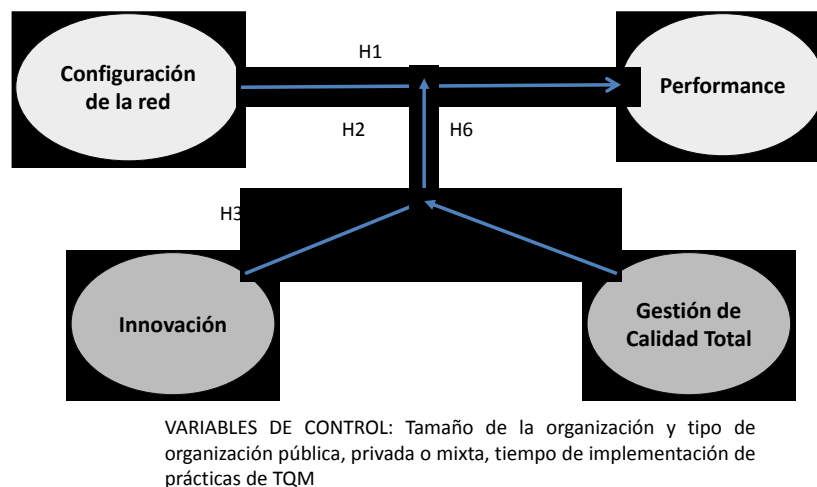 H1
Configuración
de la red
Performance
H2
H6
H3
Innovación
Gestión de
Calidad Total
VARIABLES DE CONTROL: Tamaño de la organización y tipo de
organización pública, privada o mixta, tiempo de implementación de
prácticas de TQM